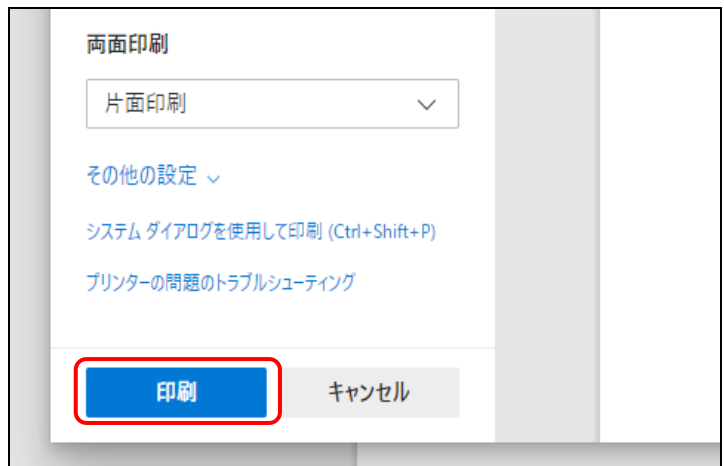 両面印刷
片面印刷
その他の設定
システム ダイアログを使用して印刷 (Ctrl+Shift+P)
プリンターの問題のトラブルシューティング
印刷
キャンセル